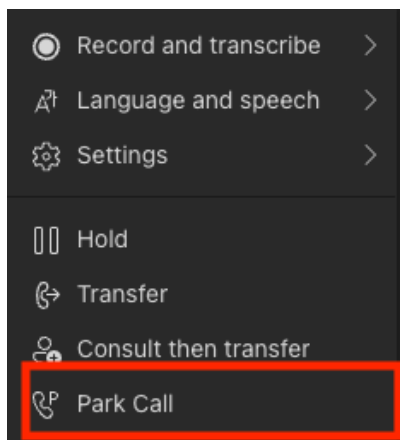 Record and transcribe
Language and speech
Settings
Hold
Transfer
Consult then transfer
Park Call